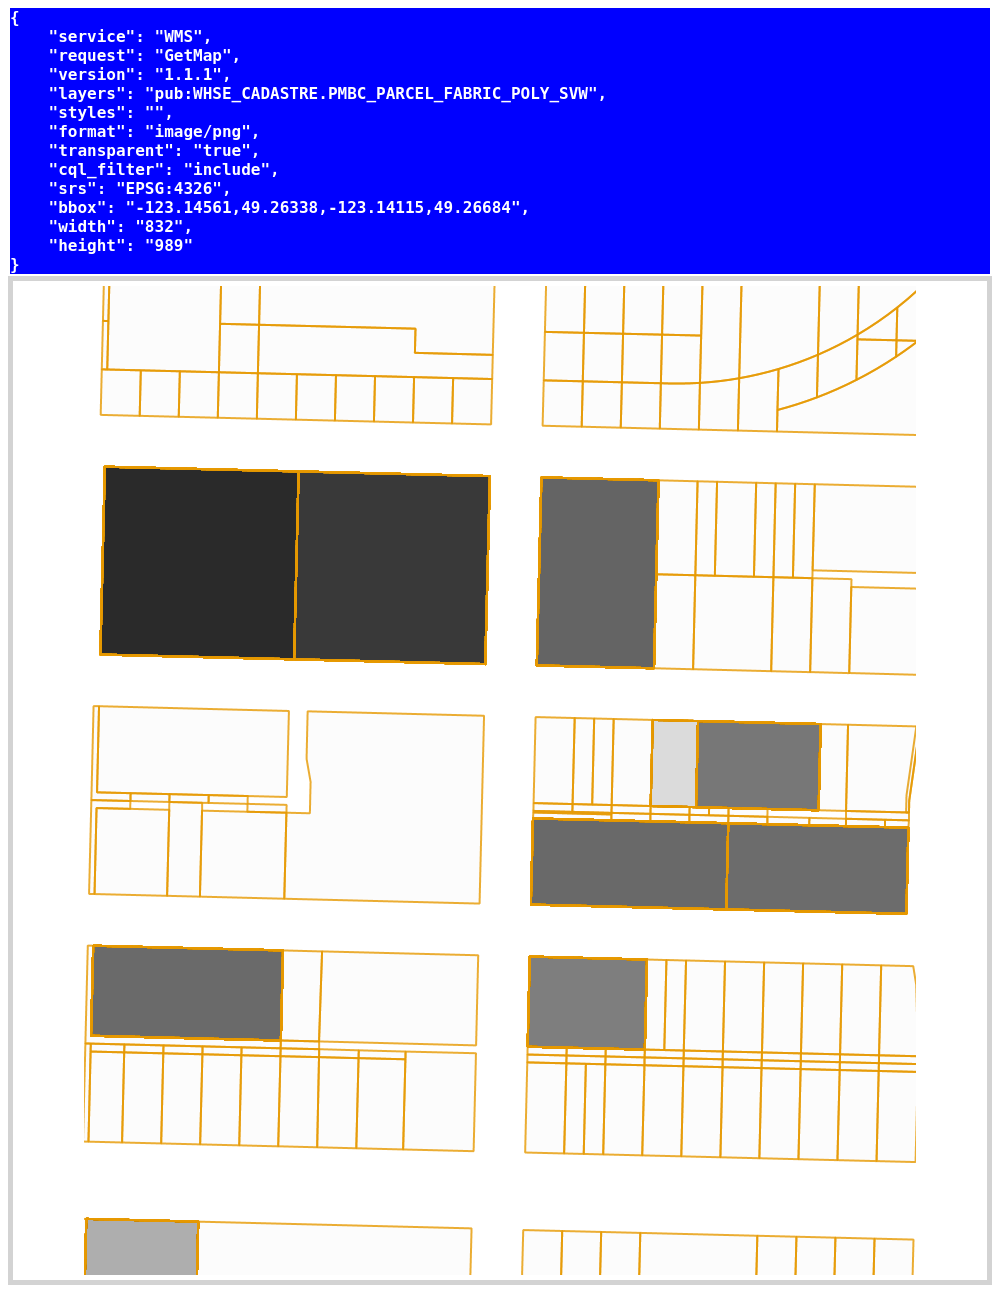 {
    "service": "WMS",
    "request": "GetMap",
    "version": "1.1.1",
    "layers": "pub:WHSE_CADASTRE.PMBC_PARCEL_FABRIC_POLY_SVW",
    "styles": "",
    "format": "image/png",
    "transparent": "true",
    "cql_filter": "include",
    "srs": "EPSG:4326",
    "bbox": "-123.14561,49.26338,-123.14115,49.26684",
    "width": "832",
    "height": "989"
}